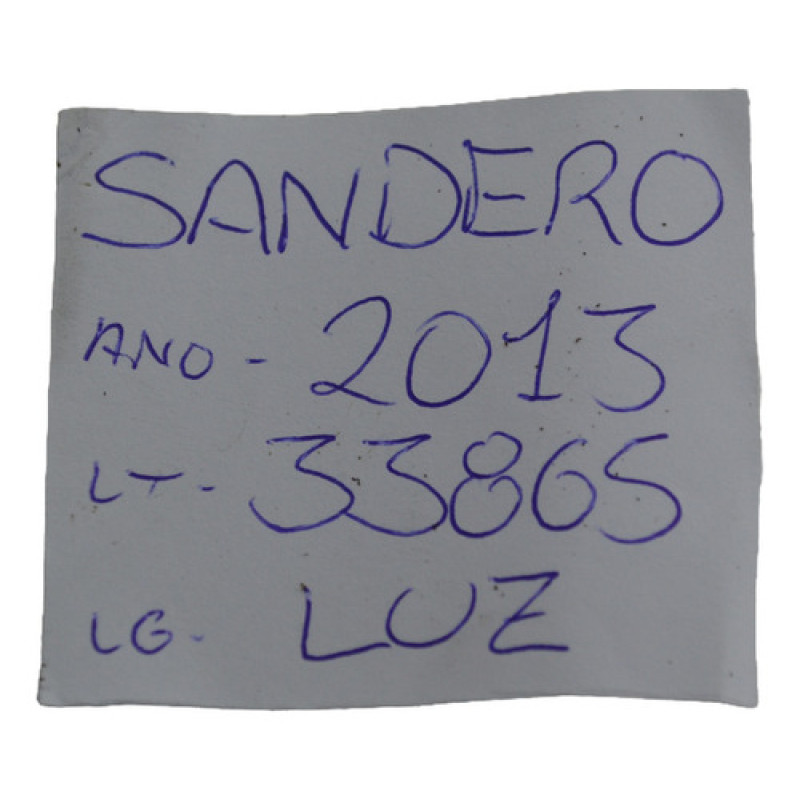 SANDERO
ANO - 2013
LT - 33865
LG - LUZ